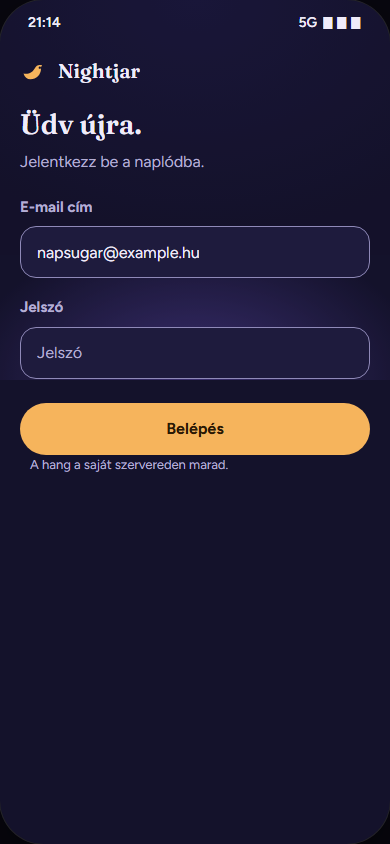 21:14
5G
Nightjar
Üdv újra.
Jelentkezz be a naplódba.
E-mail cím
napsugar@example.hu
Jelszó
Jelszó
Belépés
A hang a saját szervereden marad.